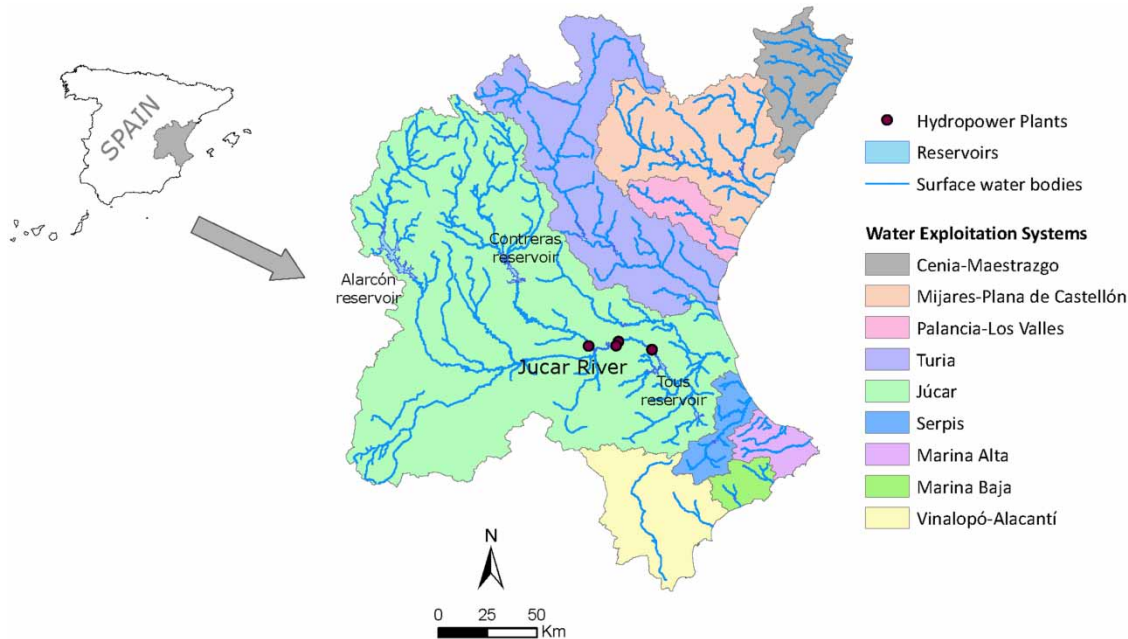 SPAIN
Contreras
reservoir
Alarcón
reservoir
Jucar River
Tous
reservoir
N
0 25 50
Km
Hydropower Plants
Reservoirs
Surface water bodies
Water Exploitation Systems
Cenia-Maestrazgo
Mijares-Plana de Castellón
Palancia-Los Valles
Turia
Júcar
Serpis
Marina Alta
Marina Baja
Vinalopó-Alacantí